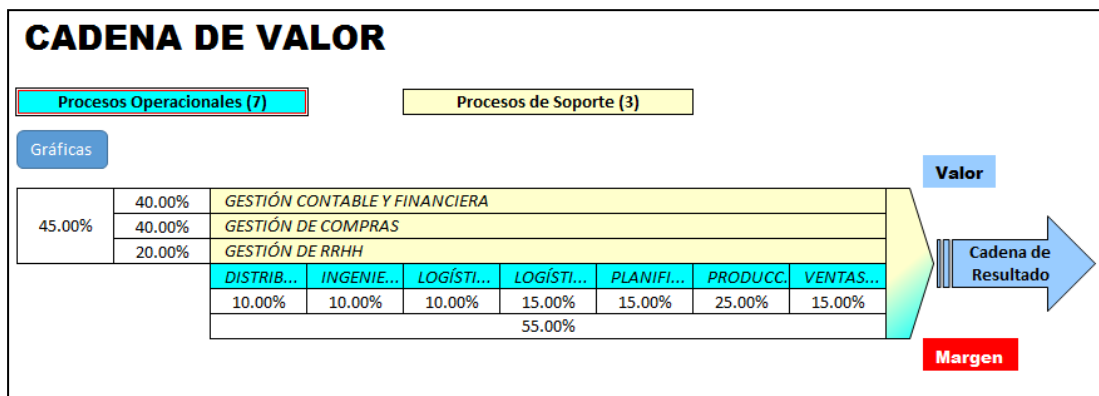 CADENA DE VALOR
Procesos Operacionales (7)
Procesos de Soporte (3)
Gráficas
Valor
45.00%
40.00% GESTIÓN CONTABLE Y FINANCIERA
40.00% GESTIÓN DE COMPRAS
20.00% GESTIÓN DE RRHH
DISTRIB... INGENIE... LOGÍSTI... LOGÍSTI... PLANIFI... PRODUCC. VENTAS...
10.00% 10.00% 10.00% 15.00% 15.00% 25.00% 15.00%
55.00%
Cadena de
Resultado
Margen